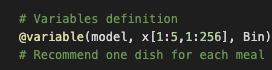 # Variables definition
@variable(model, x[1:5,1:256], Bin)
# Recommend one dish for each meal